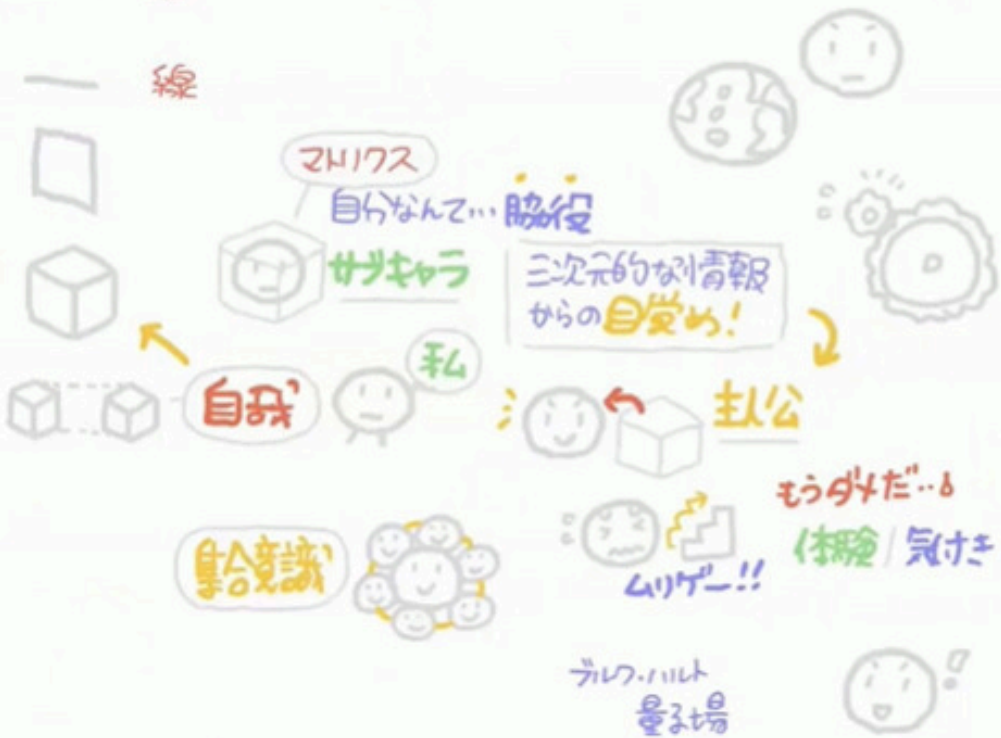 線
マトリクス
自分なんて…脇役
サブキャラ
三次元的な情報
からの目覚め!
私
自我
主人公
もうダメだ…
体験/気付き
ムリゲー!!
集合意識
ブルフ・ハルト
量る場